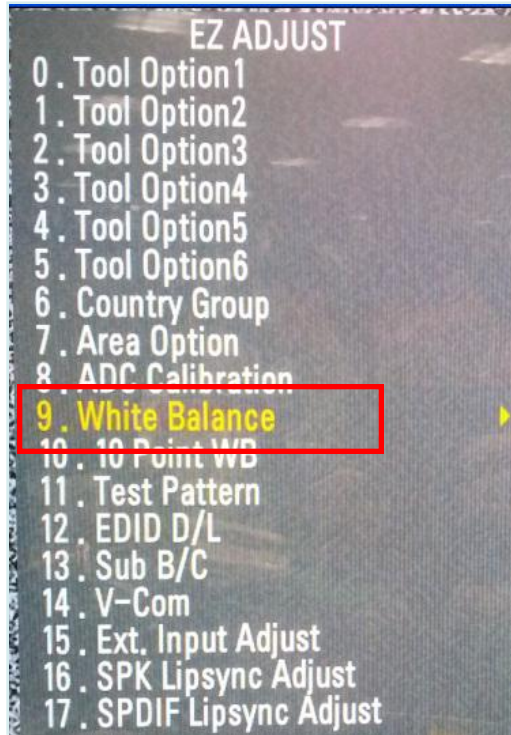 EZ ADJUST
0 . Tool Option1
1 . Tool Option2
2 . Tool Option3
3 . Tool Option4
4 . Tool Option5
5 . Tool Option6
6 . Country Group
7 . Area Option
8 . ADC Calibration
9 . White Balance
10 . 10 Point WB
11 . Test Pattern
12 . EDID D/L
13 . Sub B/C
14 . V-Com
15 . Ext. Input Adjust
16 . SPK Lipsync Adjust
17 . SPDIF Lipsync Adjust